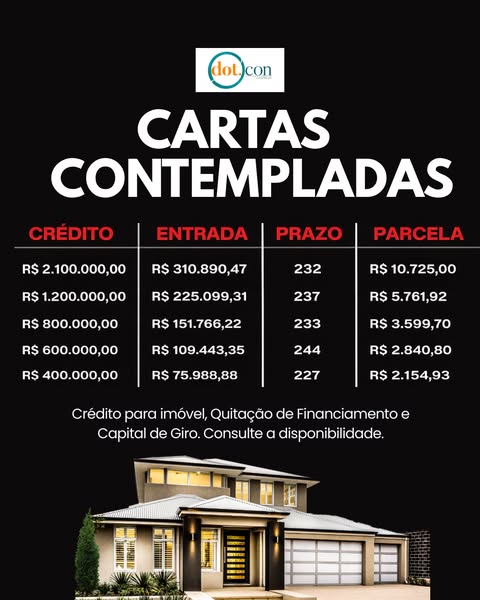 dot.con
CARTAS
CONTEMPLADAS
CRÉDITO ENTRADA PRAZO PARCELA
R$ 2.100.000,00 R$ 310.890,47 232 R$ 10.725,00
R$ 1.200.000,00 R$ 225.099,31 237 R$ 5.761,92
R$ 800.000,00 R$ 151.766,22 233 R$ 3.599,70
R$ 600.000,00 R$ 109.443,35 244 R$ 2.840,80
R$ 400.000,00 R$ 75.988,88 227 R$ 2.154,93
Crédito para imóvel, Quitação de Financiamento e
Capital de Giro. Consulte a disponibilidade.